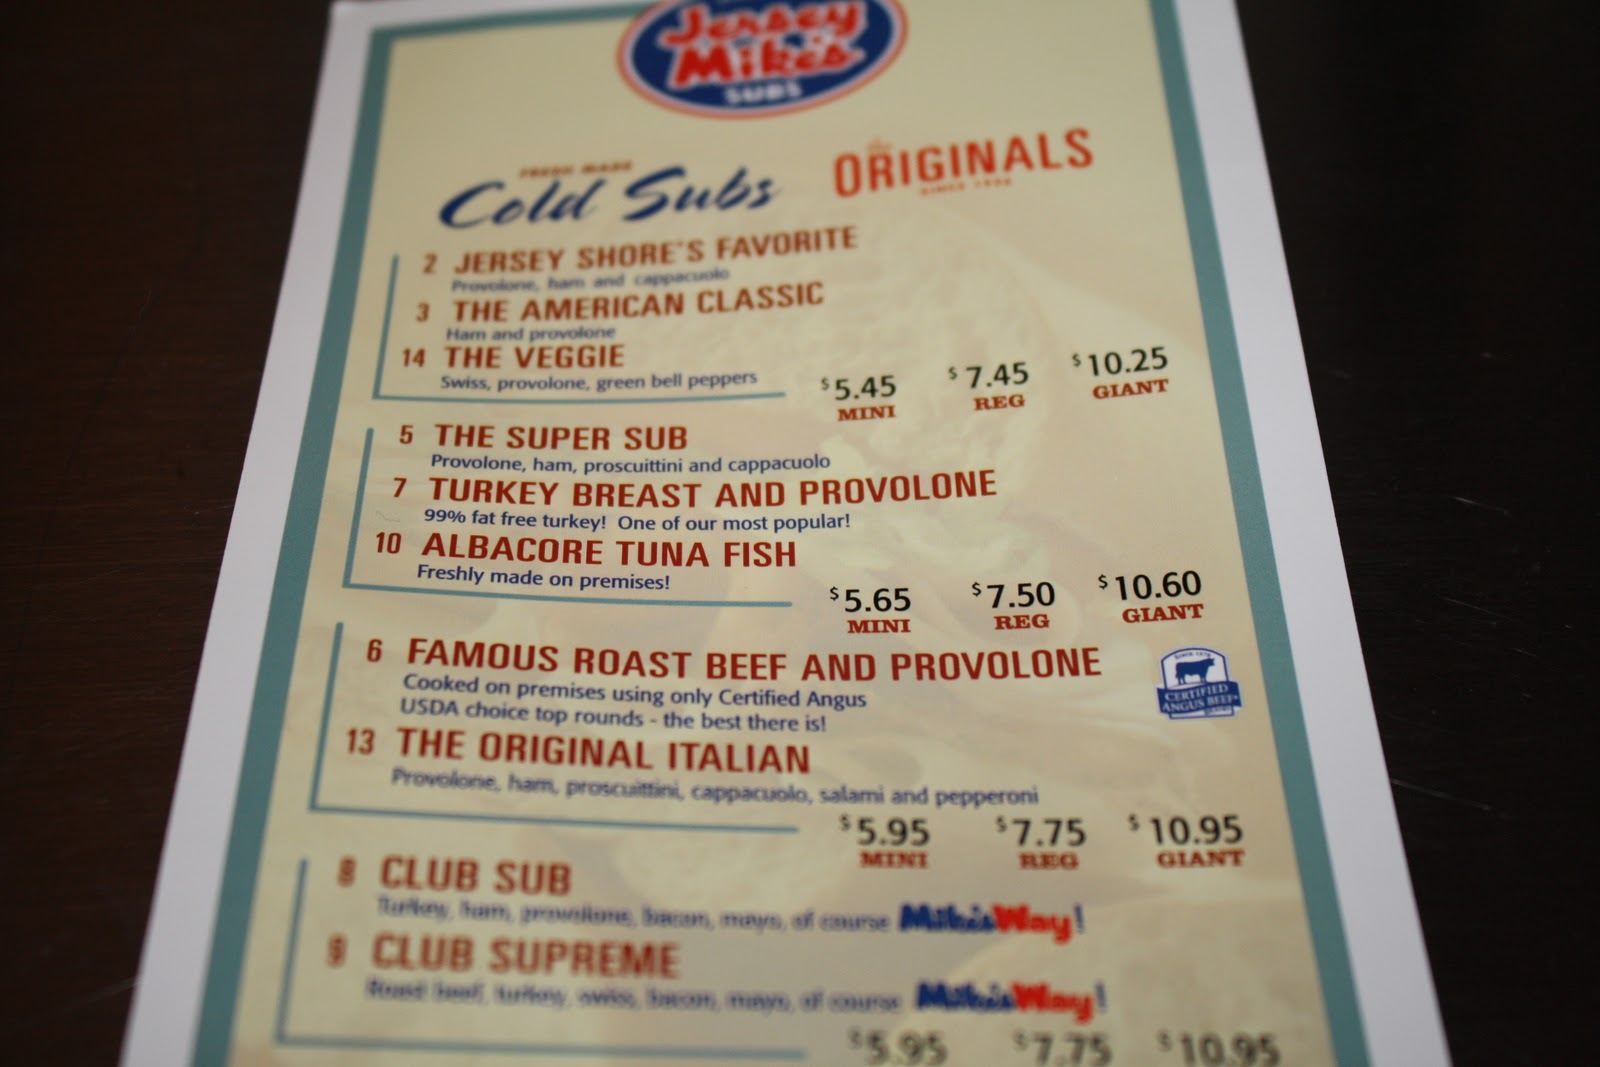 Jersey
Mike's
SUBS
FRESH MADE
Cold Subs
the
ORIGINALS
SINCE 1956
2 JERSEY SHORE'S FAVORITE
Provolone, ham and cappacuolo
3 THE AMERICAN CLASSIC
Ham and provolone
14 THE VEGGIE
Swiss, provolone, green bell peppers
$5.45 $7.45 $10.25
MINI REG GIANT
5 THE SUPER SUB
Provolone, ham, proscuittini and cappacuolo
7 TURKEY BREAST AND PROVOLONE
99% fat free turkey! One of our most popular!
10 ALBACORE TUNA FISH
Freshly made on premises!
$5.65 $7.50 $10.60
MINI REG GIANT
6 FAMOUS ROAST BEEF AND PROVOLONE
Cooked on premises using only Certified Angus
USDA choice top rounds - the best there is!
SINCE 1978
CERTIFIED
ANGUS BEEF
13 THE ORIGINAL ITALIAN
Provolone, ham, proscuittini, cappacuolo, salami and pepperoni
$5.95 $7.75 $10.95
MINI REG GIANT
8 CLUB SUB
Turkey, ham, provolone, bacon, mayo, of course Mike's Way!
9 CLUB SUPREME
Roast beef, turkey, swiss, bacon, mayo, of course Mike's Way!
$5.95 $7.75 $10.95